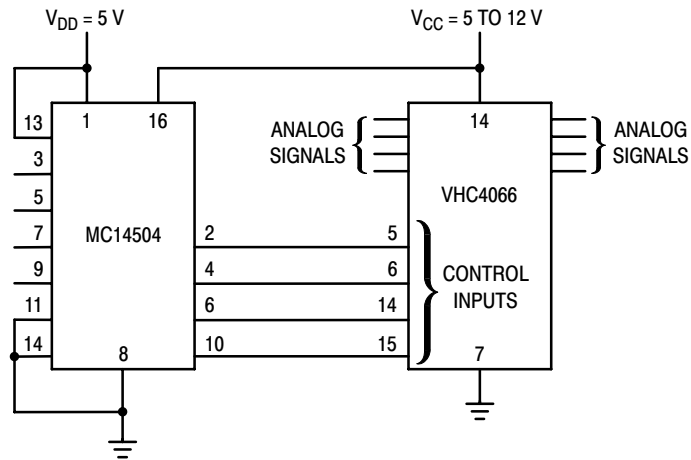 VDD = 5 V
VCC = 5 TO 12 V
13
1
16
3
5
7
9
11
14
MC14504
8
2
4
6
10
ANALOG
SIGNALS
14
ANALOG
SIGNALS
VHC4066
5
6
14
15
CONTROL
INPUTS
7